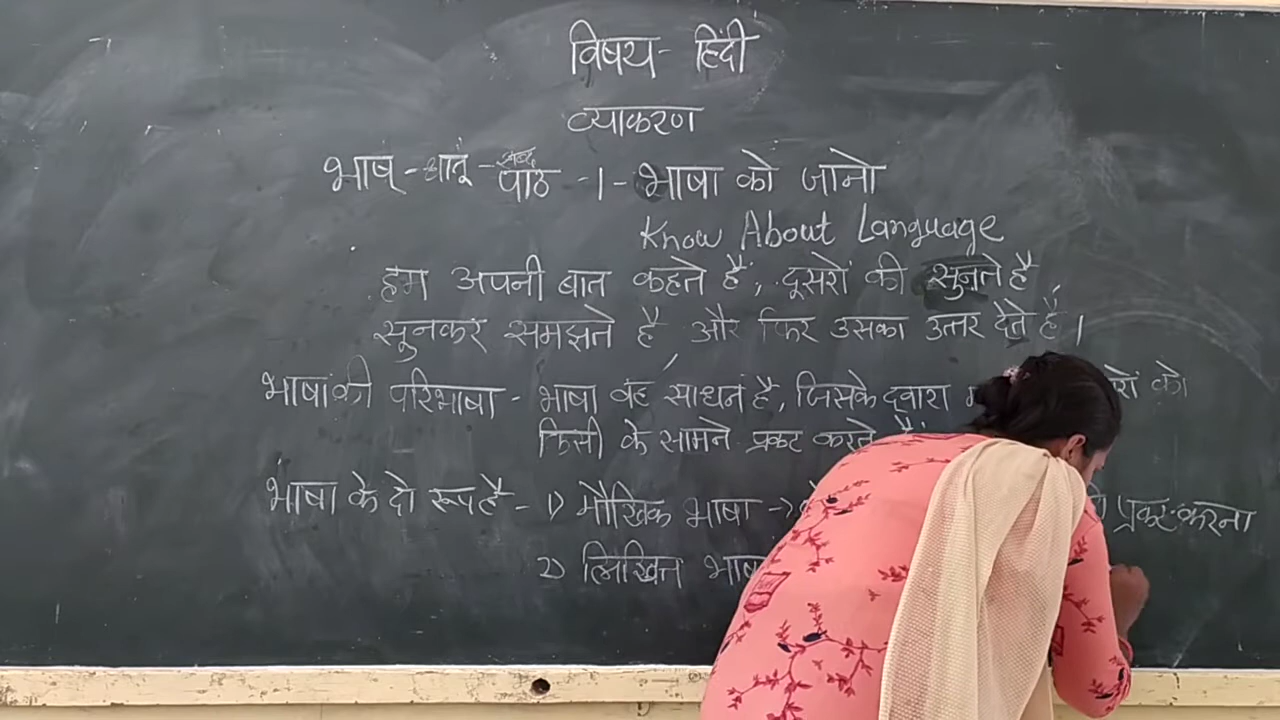 विषय- हिंदी
व्याकरण
भाष् - धातू - शब्द
पाठ -1- भाषा को जानो
Know About Language
हम अपनी बात कहते हैं, दूसरों की सुनते है,
सूनकर समझते है और फिर उसका उत्तर देते है।
भाषा की परिभाषा - भाषा वह साधन है, जिसके द्वारा को
किसी के सामने प्रकट करते हैं
भाषा के दो रूप है - 1) मौखिक भाषा → प्रकट करना
2) लिखित भाषा